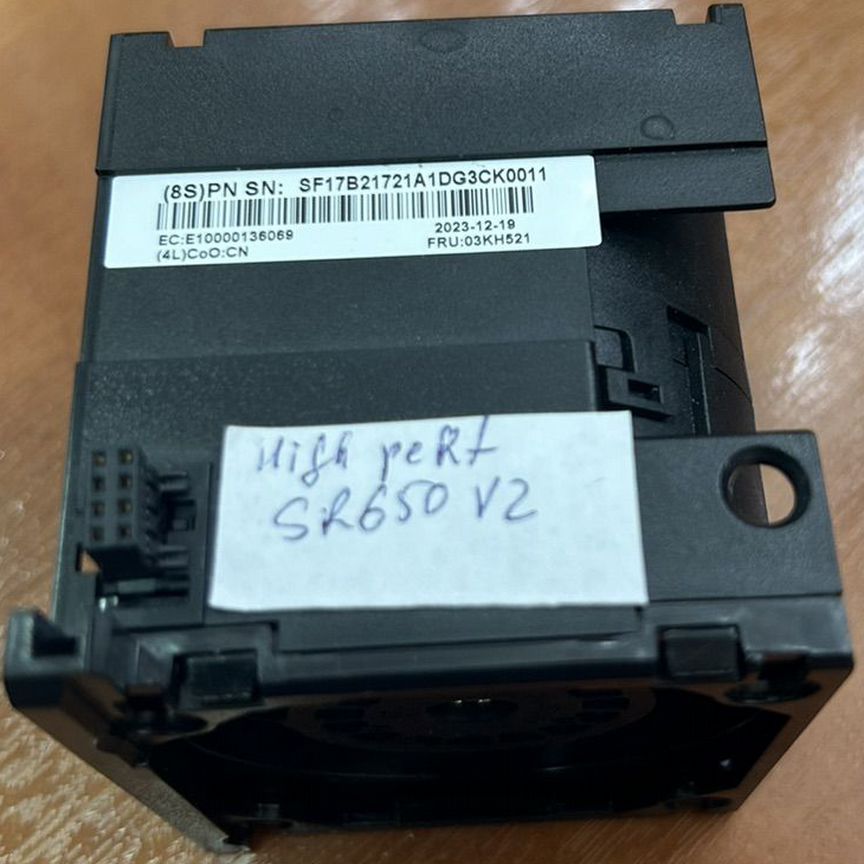 (8S)PN SN: SF17B21721A1DG3CK0011
EC:E10000136069 2023-12-19
(4L)CoO:CN FRU:03KH521
High perf
SR650 V2